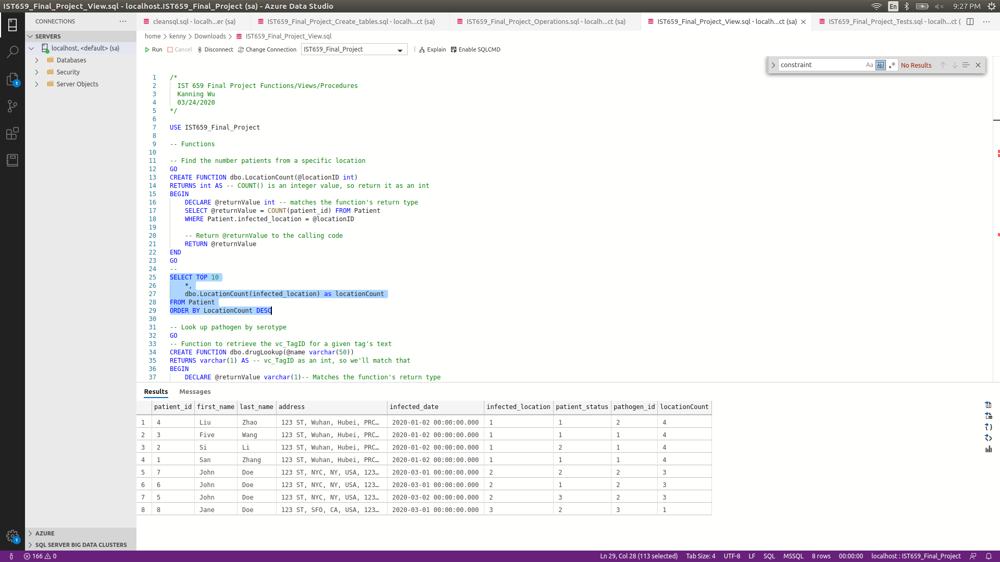 IST659_Final_Project_View.sql - localhost.IST659_Final_Project (sa) - Azure Data Studio
En
9:27 PM
CONNECTIONS
cleansql.sql - localh...er (sa)
IST659_Final_Project_Create_tables.sql - localh...ct (sa)
IST659_Final_Project_Operations.sql - localh...ct (sa)
IST659_Final_Project_View.sql - localh...ct (sa)
IST659_Final_Project_Tests.sql - localh...ct (
SERVERS
localhost, <default> (sa)
Databases
Security
Server Objects
home > kenny > Downloads > IST659_Final_Project_View.sql
Run Cancel Disconnect Change Connection IST659_Final_Project Explain Enable SQLCMD
constraint Aa Abl .* No Results
1 /*
2 IST 659 Final Project Functions/Views/Procedures
3 Kanning Wu
4 03/24/2020
5 */
6
7 USE IST659_Final_Project
8
9 -- Functions
10
11 -- Find the number patients from a specific location
12 GO
13 CREATE FUNCTION dbo.LocationCount(@locationID int)
14 RETURNS int AS -- COUNT() is an integer value, so return it as an int
15 BEGIN
16 DECLARE @returnValue int -- matches the function's return type
17 SELECT @returnValue = COUNT(patient_id) FROM Patient
18 WHERE Patient.infected_location = @locationID
19
20 -- Return @returnValue to the calling code
21 RETURN @returnValue
22 END
23 GO
24 --
25 SELECT TOP 10
26 *,
27 dbo.LocationCount(infected_location) as locationCount
28 FROM Patient
29 ORDER BY LocationCount DESC
30
31 -- Look up pathogen by serotype
32 GO
33 -- Function to retrieve the vc_TagID for a given tag's text
34 CREATE FUNCTION dbo.drugLookup(@name varchar(50))
35 RETURNS varchar(1) AS -- vc_TagID as an int, so we'll match that
36 BEGIN
37 DECLARE @returnValue varchar(1)-- Matches the function's return type
Results Messages
patient_id first_name last_name address infected_date infected_location patient_status pathogen_id locationCount
1 4 Liu Zhao 123 ST, Wuhan, Hubei, PRC… 2020-01-02 00:00:00.000 1 1 2 4
2 3 Five Wang 123 ST, Wuhan, Hubei, PRC… 2020-01-02 00:00:00.000 1 1 1 4
3 2 Si Li 123 ST, Wuhan, Hubei, PRC… 2020-01-02 00:00:00.000 1 2 1 4
4 1 San Zhang 123 ST, Wuhan, Hubei, PRC… 2020-01-02 00:00:00.000 1 1 1 4
5 7 John Doe 123 ST, NYC, NY, USA, 123… 2020-03-01 00:00:00.000 2 2 2 3
6 6 John Doe 123 ST, NYC, NY, USA, 123… 2020-03-01 00:00:00.000 2 1 2 3
7 5 John Doe 123 ST, NYC, NY, USA, 123… 2020-03-02 00:00:00.000 2 3 2 3
8 8 Jane Doe 123 ST, SFO, CA, USA, 123… 2020-03-01 00:00:00.000 3 2 3 1
1
1
AZURE
SQL SERVER BIG DATA CLUSTERS
166 0 Ln 29, Col 28 (113 selected) Tab Size: 4 UTF-8 LF SQL MSSQL 8 rows 00:00:00 localhost : IST659_Final_Project